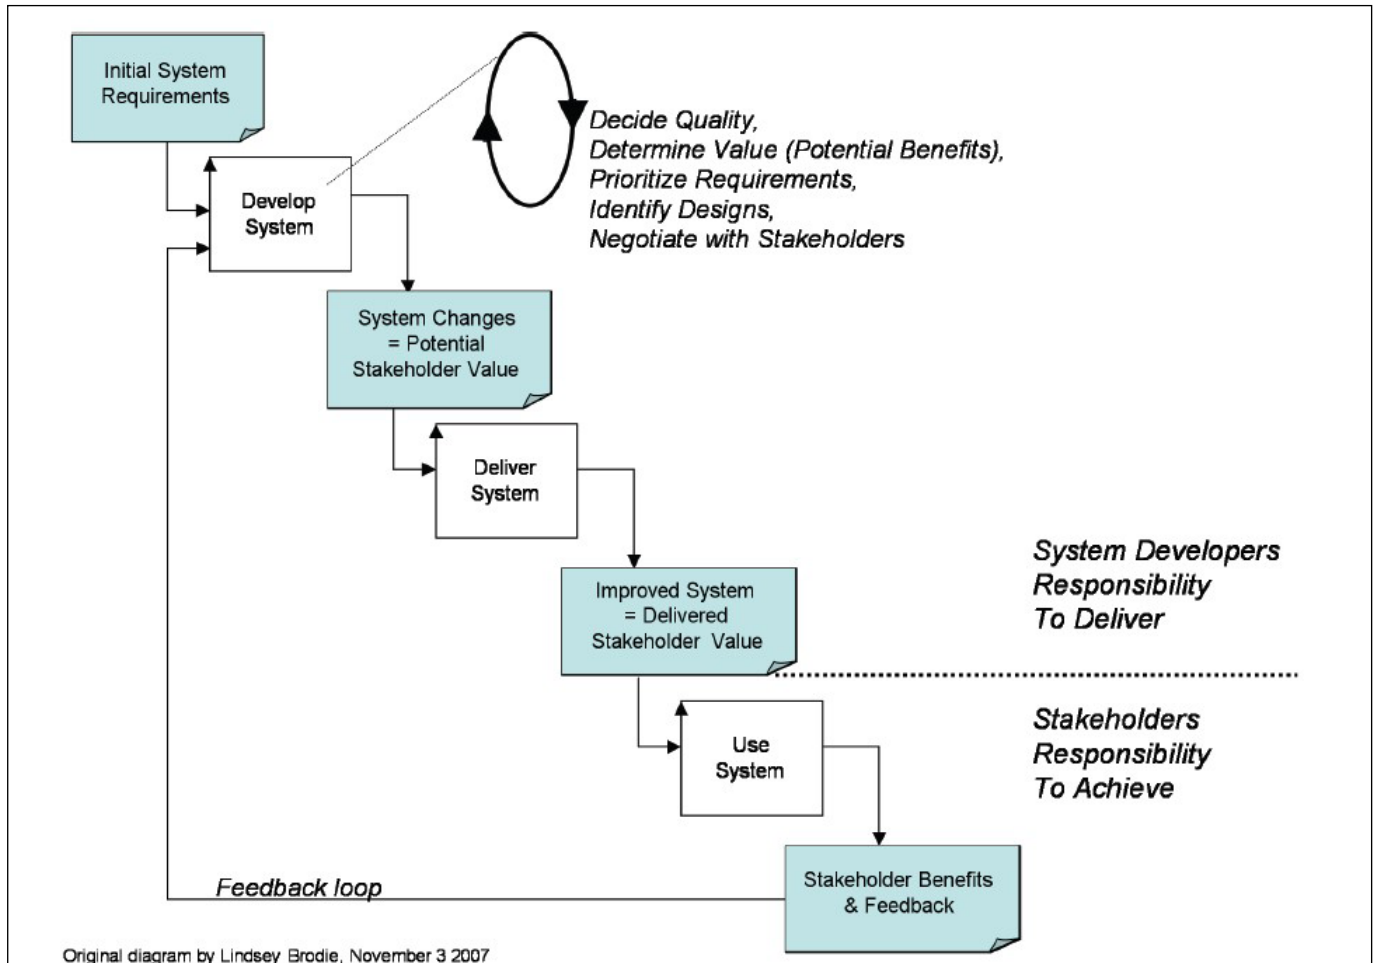 Initial System
Requirements
Decide Quality,
Determine Value (Potential Benefits),
Prioritize Requirements,
Identify Designs,
Negotiate with Stakeholders
Develop
System
System Changes
= Potential
Stakeholder Value
Deliver
System
Improved System
= Delivered
Stakeholder Value
System Developers
Responsibility
To Deliver
Stakeholders
Responsibility
To Achieve
Use
System
Stakeholder Benefits
& Feedback
Feedback loop
Original diagram by Lindsey Brodie, November 3 2007